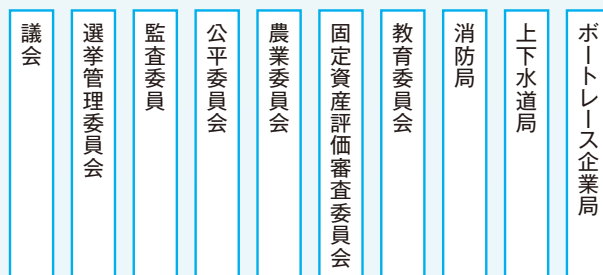 議会
選挙管理委員会
監査委員
公平委員会
農業委員会
固定資産評価審査委員会
教育委員会
消防局
上下水道局
ボートレース企業局